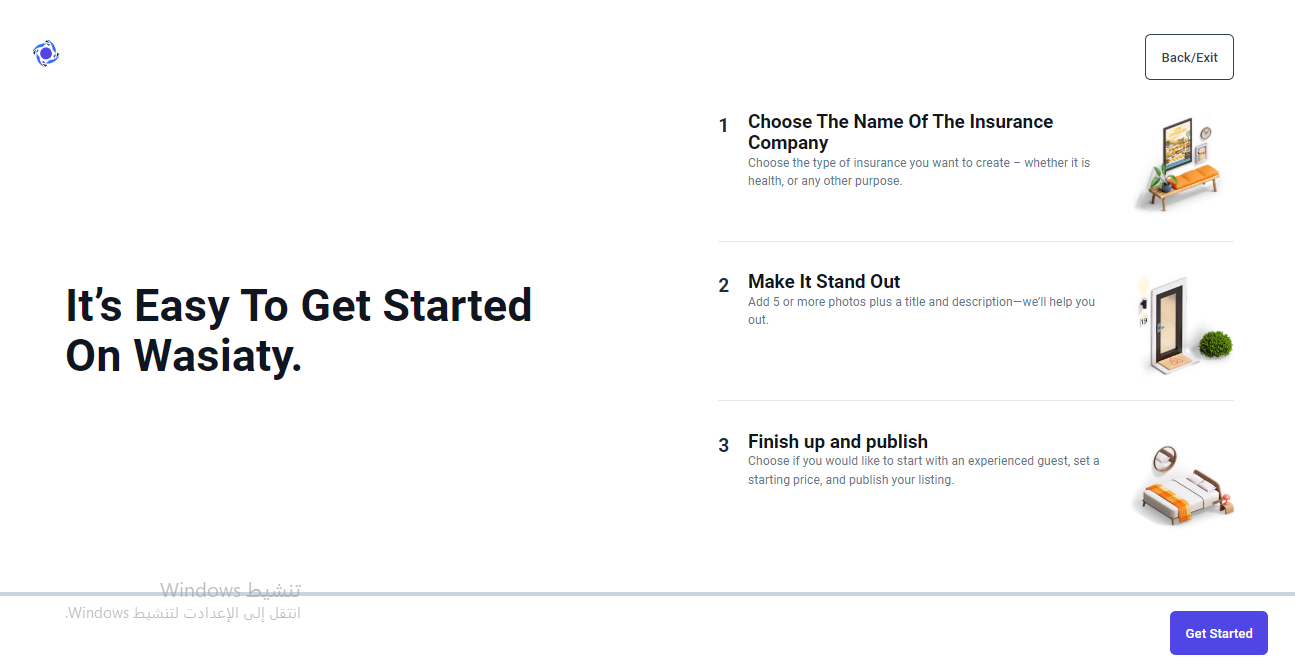 Back/Exit
1
Choose The Name Of The Insurance
Company
Choose the type of insurance you want to create – whether it is
health, or any other purpose.
It’s Easy To Get Started
On Wasiaty.
2
Make It Stand Out
Add 5 or more photos plus a title and description—we’ll help you
out.
19
3
Finish up and publish
Choose if you would like to start with an experienced guest, set a
starting price, and publish your listing.
تنشيط Windows
انتقل إلى الإعدادت لتنشيط Windows.
Get Started